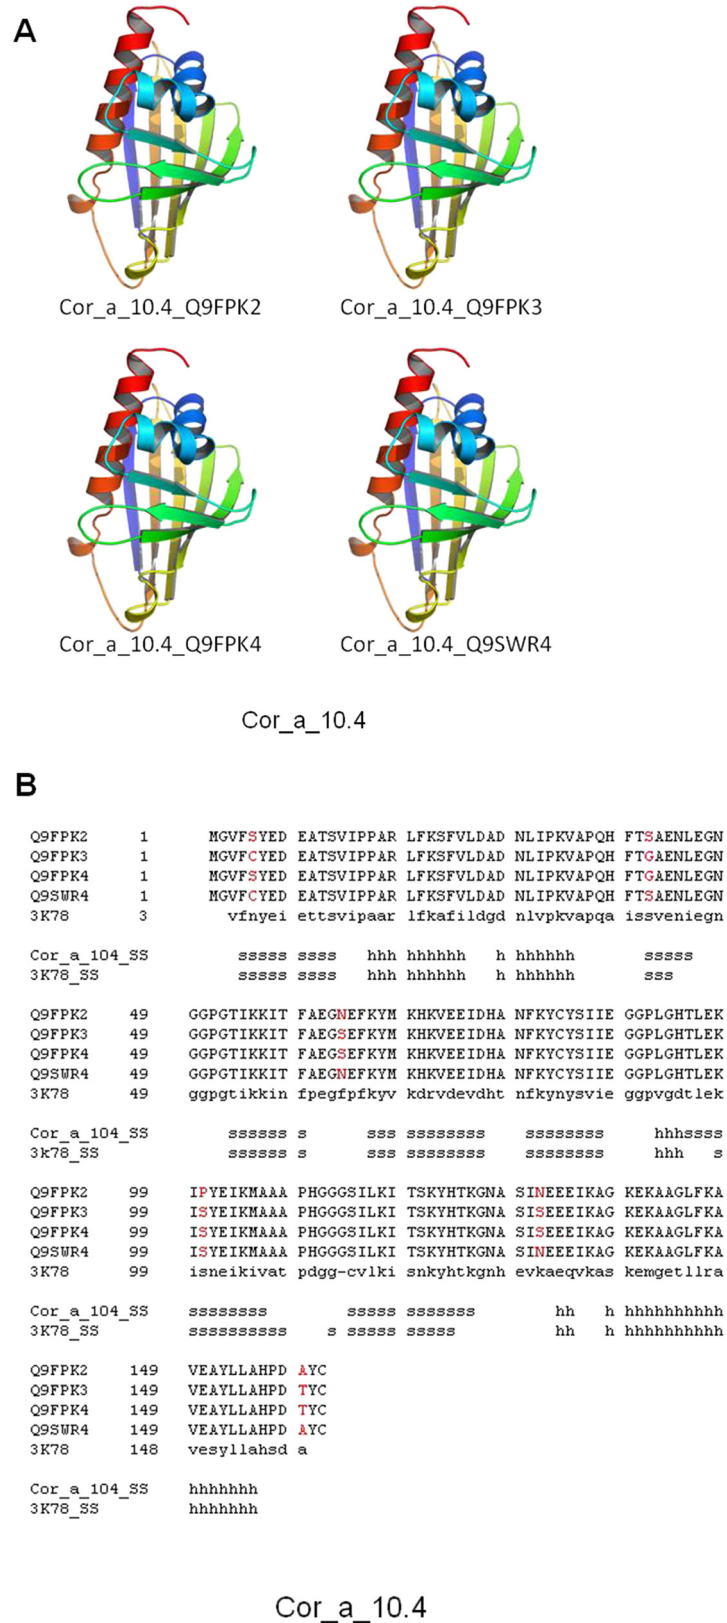 A
Cor_a_10.4_Q9FPK2 Cor_a_10.4_Q9FPK3
Cor_a_10.4_Q9FPK4 Cor_a_10.4_Q9SWR4
Cor_a_10.4
B
Q9FPK2 1 MGVFSYED EATSVIPPAR LFKSFVLDAD NLIPKVAPQH FTSAENLEGN
Q9FPK3 1 MGVFCYED EATSVIPPAR LFKSFVLDAD NLIPKVAPQH FTGAENLEGN
Q9FPK4 1 MGVFSYED EATSVIPPAR LFKSFVLDAD NLIPKVAPQH FTGAENLEGN
Q9SWR4 1 MGVFCYED EATSVIPPAR LFKSFVLDAD NLIPKVAPQH FTSAENLEGN
3K78 3 vfnyei ettsvipaar lfkafildgd nlvpkvapqa issveniegn
Cor_a_104_SS sssss ssss hhh hhhhhh h hhhhhh sssss
3K78_SS sssss ssss hhh hhhhhh h hhhhhh sss
Q9FPK2 49 GGPGTIKKIT FAEGNEFKYM KHKVEEIDHA NFKYCYSIIE GGPLGHTLEK
Q9FPK3 49 GGPGTIKKIT FAEGSEFKYM KHKVEEIDHA NFKYCYSIIE GGPLGHTLEK
Q9FPK4 49 GGPGTIKKIT FAEGSEFKYM KHKVEEIDHA NFKYCYSIIE GGPLGHTLEK
Q9SWR4 49 GGPGTIKKIT FAEGNEFKYM KHKVEEIDHA NFKYCYSIIE GGPLGHTLEK
3K78 49 ggpgtikkin fpegfpfkyv kdrvdevdht nfkynysvie ggpvgdtlek
Cor_a_104_SS ssssss s sss ssssssss ssssssss hhhssss
3k78_SS ssssss s sss ssssssss ssssssss hhh s
Q9FPK2 99 IPYEIKMAAA PHGGGSILKI TSKYHTKGNA SINEEEIKAG KEKAAGLFKA
Q9FPK3 99 ISYEIKMAAA PHGGGSILKI TSKYHTKGNA SISEEEIKAG KEKAAGLFKA
Q9FPK4 99 ISYEIKMAAA PHGGGSILKI TSKYHTKGNA SISEEEIKAG KEKAAGLFKA
Q9SWR4 99 ISYEIKMAAA PHGGGSILKI TSKYHTKGNA SINEEEIKAG KEKAAGLFKA
3K78 99 isneikivat pdgg-cvlki snkyhtkgnh evkaeqvkas kemgetllra
Cor_a_104_SS ssssssss sssss sssssss hh h hhhhhhhhhh
3K78_SS ssssssssss s sssss sssss hh h hhhhhhhhhh
Q9FPK2 149 VEAYLLAHPD AYC
Q9FPK3 149 VEAYLLAHPD TYC
Q9FPK4 149 VEAYLLAHPD TYC
Q9SWR4 149 VEAYLLAHPD AYC
3K78 148 vesyllahsd a
Cor_a_104_SS hhhhhhh
3K78_SS hhhhhhh
Cor_a_10.4